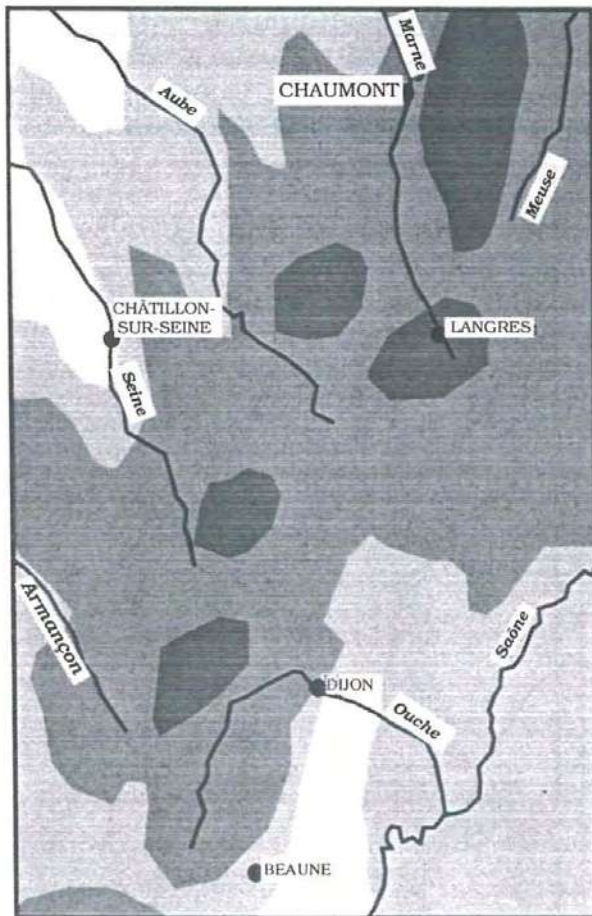 Marne
CHAUMONT
Aube
Meuse
CHÂTILLON-
SUR-SEINE
LANGRES
Seine
Armançon
Saône
DIJON
Ouche
BEAUNE